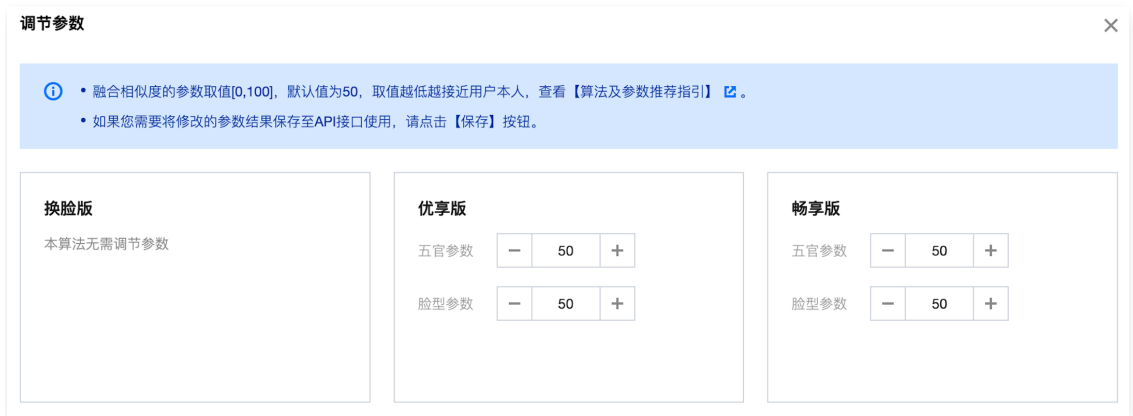 调节参数
• 融合相似度的参数取值[0,100]，默认值为50，取值越低越接近用户本人，查看【算法及参数推荐指引】 。
• 如果您需要将修改的参数结果保存至API接口使用，请点击【保存】按钮。
换脸版
本算法无需调节参数
优享版
五官参数 － 50 ＋
脸型参数 － 50 ＋
畅享版
五官参数 － 50 ＋
脸型参数 － 50 ＋